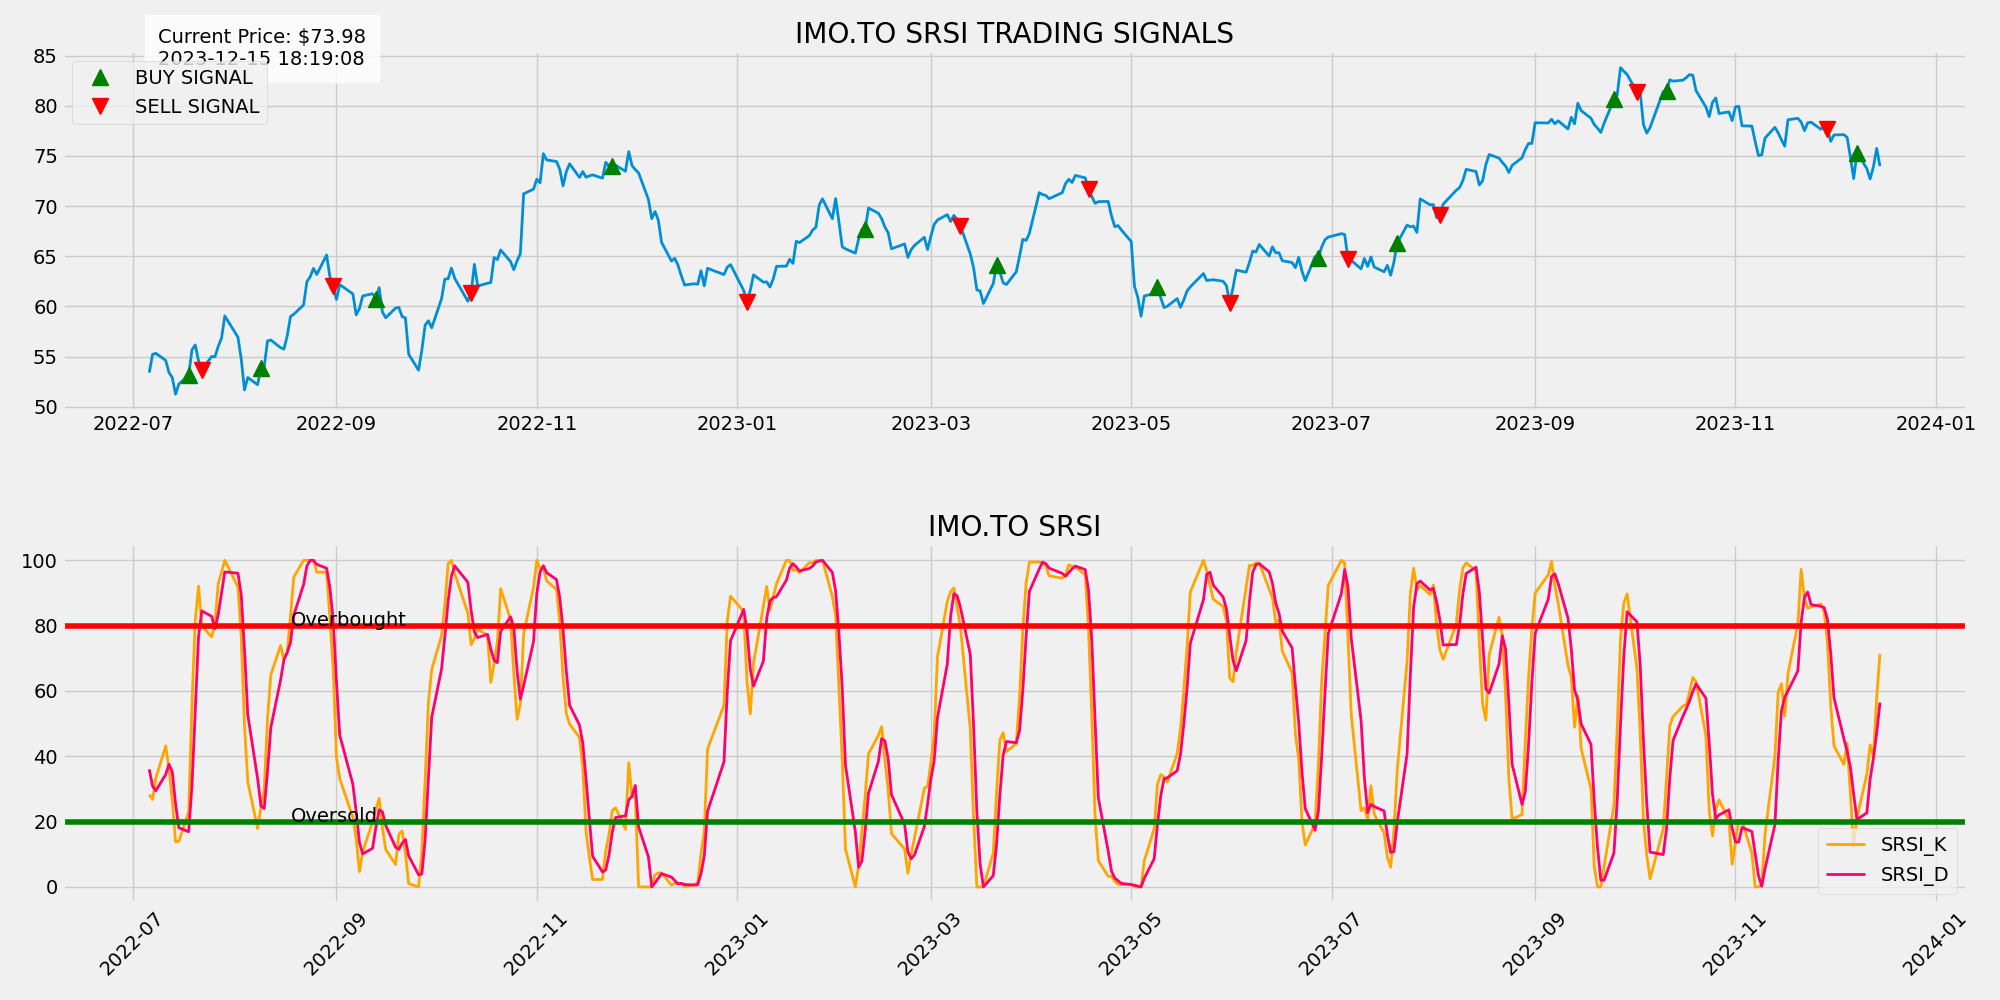 IMO.TO SRSI TRADING SIGNALS
Current Price: $73.98
2023-12-15 18:19:08
BUY SIGNAL
SELL SIGNAL
85
80
75
70
65
60
55
50
2022-07 2022-09 2022-11 2023-01 2023-03 2023-05 2023-07 2023-09 2023-11 2024-01
IMO.TO SRSI
100
80
60
40
20
0
Overbought
Oversold
SRSI_K
SRSI_D
2022-07 2022-09 2022-11 2023-01 2023-03 2023-05 2023-07 2023-09 2023-11 2024-01